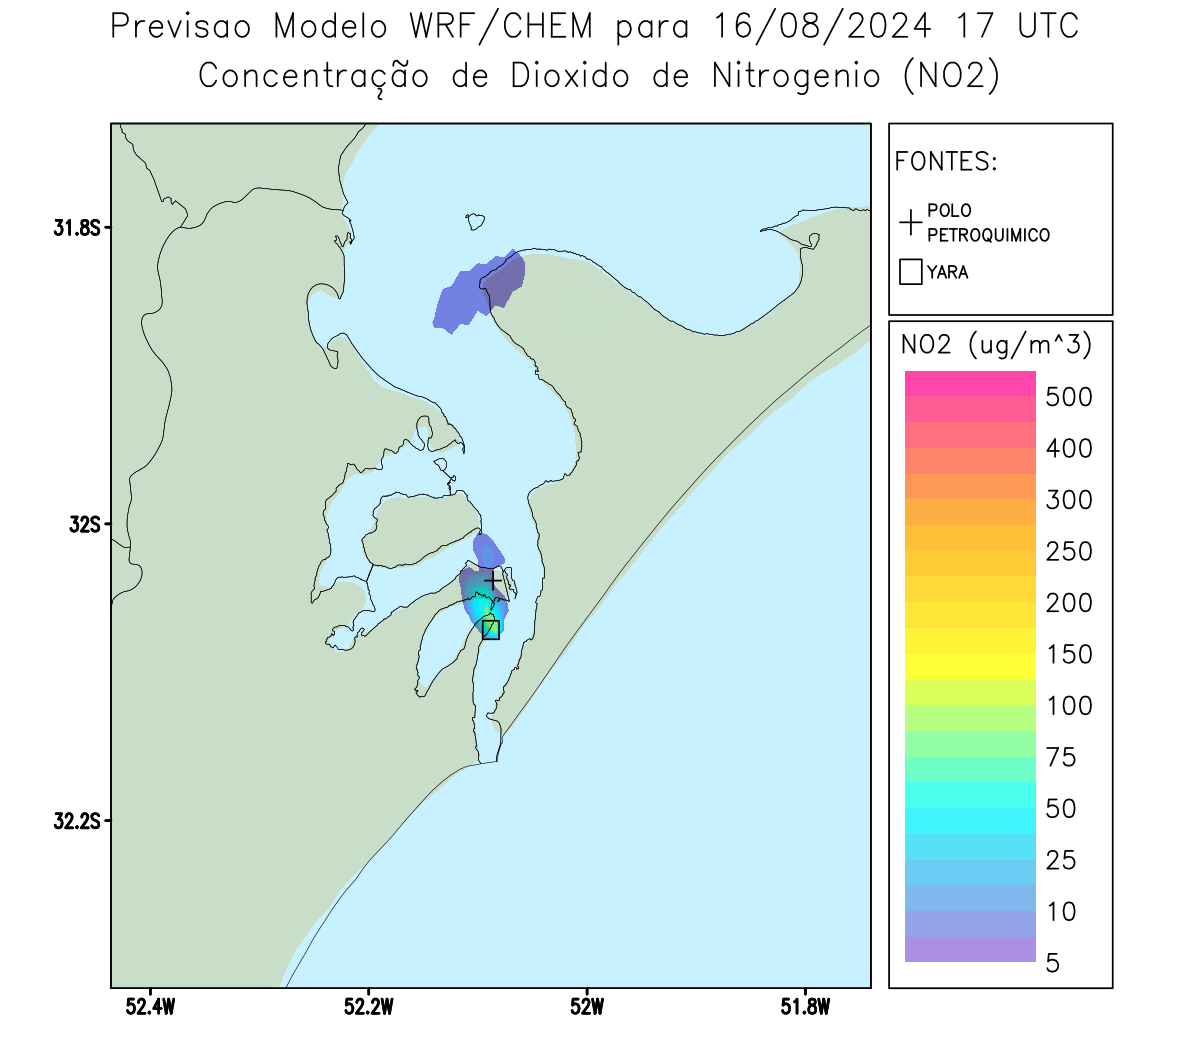 Previsao Modelo WRF/CHEM para 16/08/2024 17 UTC
Concentração de Dioxido de Nitrogenio (NO2)
FONTES:
POLO
PETROQUIMICO
YARA
31.8S
32S
32.2S
52.4W
52.2W
52W
51.8W
NO2 (ug/m^3)
500
400
300
250
200
150
100
75
50
25
10
5